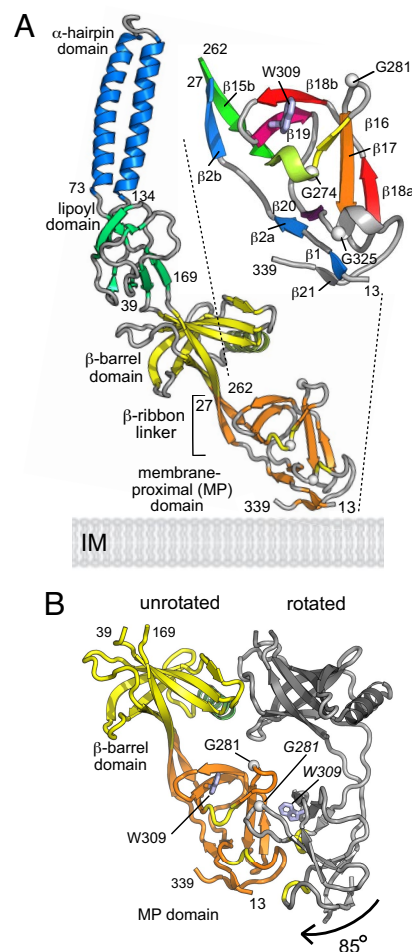 A
α-hairpin
domain
262
27
β15b
W309
β18b
G281
β19
β16
β17
β2b
G274
73
134
lipoyl
domain
β20
β18a
β2a
G325
β1
39
169
339
β21
13
β-barrel
domain
262
27
β-ribbon
linker
membrane-
proximal (MP)
domain
339
13
IM
B
unrotated
rotated
39
169
β-barrel
domain
G281
G281
W309
W309
339
13
MP domain
85°